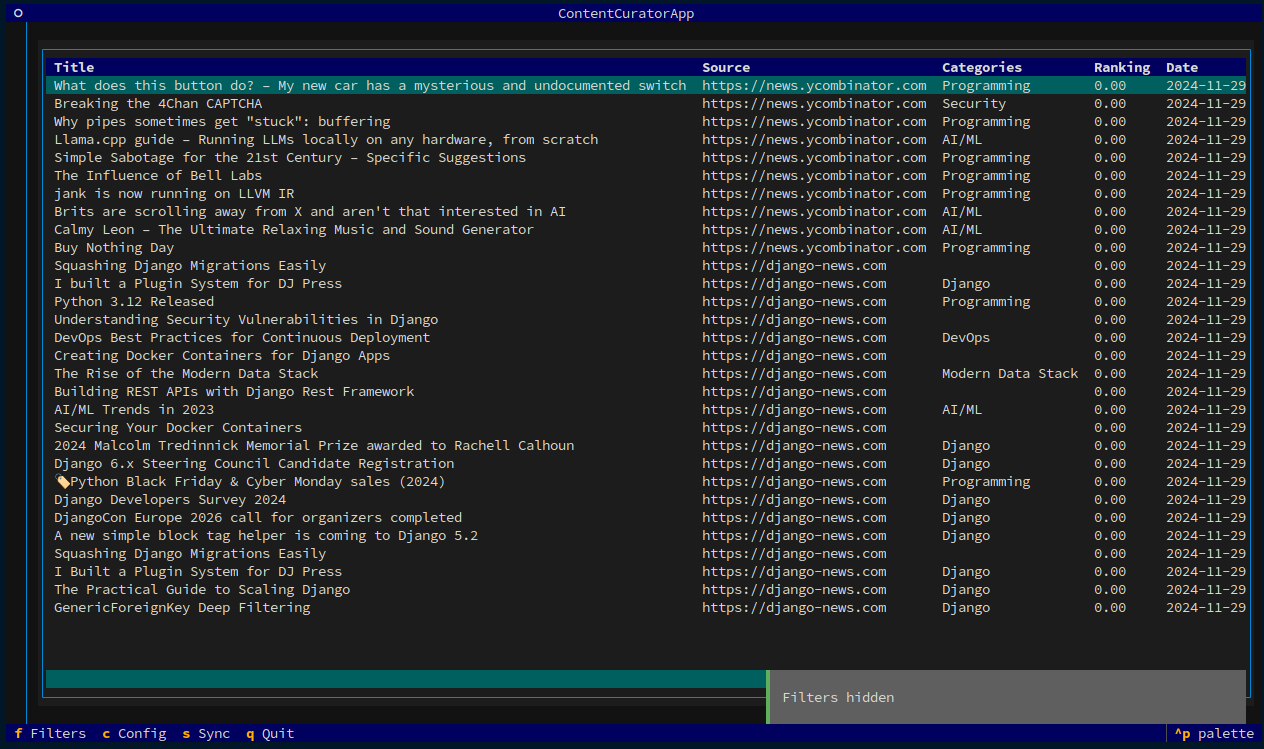 ContentCuratorApp
Title Source Categories Ranking Date
What does this button do? – My new car has a mysterious and undocumented switch https://news.ycombinator.com Programming 0.00 2024-11-29
Breaking the 4Chan CAPTCHA https://news.ycombinator.com Security 0.00 2024-11-29
Why pipes sometimes get "stuck": buffering https://news.ycombinator.com Programming 0.00 2024-11-29
Llama.cpp guide – Running LLMs locally on any hardware, from scratch https://news.ycombinator.com AI/ML 0.00 2024-11-29
Simple Sabotage for the 21st Century – Specific Suggestions https://news.ycombinator.com Programming 0.00 2024-11-29
The Influence of Bell Labs https://news.ycombinator.com Programming 0.00 2024-11-29
jank is now running on LLVM IR https://news.ycombinator.com Programming 0.00 2024-11-29
Brits are scrolling away from X and aren't that interested in AI https://news.ycombinator.com AI/ML 0.00 2024-11-29
Calmy Leon – The Ultimate Relaxing Music and Sound Generator https://news.ycombinator.com AI/ML 0.00 2024-11-29
Buy Nothing Day https://news.ycombinator.com Programming 0.00 2024-11-29
Squashing Django Migrations Easily https://django-news.com 0.00 2024-11-29
I built a Plugin System for DJ Press https://django-news.com Django 0.00 2024-11-29
Python 3.12 Released https://django-news.com Programming 0.00 2024-11-29
Understanding Security Vulnerabilities in Django https://django-news.com 0.00 2024-11-29
DevOps Best Practices for Continuous Deployment https://django-news.com DevOps 0.00 2024-11-29
Creating Docker Containers for Django Apps https://django-news.com 0.00 2024-11-29
The Rise of the Modern Data Stack https://django-news.com Modern Data Stack 0.00 2024-11-29
Building REST APIs with Django Rest Framework https://django-news.com 0.00 2024-11-29
AI/ML Trends in 2023 https://django-news.com AI/ML 0.00 2024-11-29
Securing Your Docker Containers https://django-news.com 0.00 2024-11-29
2024 Malcolm Tredinnick Memorial Prize awarded to Rachell Calhoun https://django-news.com Django 0.00 2024-11-29
Django 6.x Steering Council Candidate Registration https://django-news.com Django 0.00 2024-11-29
🏷️Python Black Friday & Cyber Monday sales (2024) https://django-news.com Programming 0.00 2024-11-29
Django Developers Survey 2024 https://django-news.com Django 0.00 2024-11-29
DjangoCon Europe 2026 call for organizers completed https://django-news.com Django 0.00 2024-11-29
A new simple block tag helper is coming to Django 5.2 https://django-news.com Django 0.00 2024-11-29
Squashing Django Migrations Easily https://django-news.com 0.00 2024-11-29
I Built a Plugin System for DJ Press https://django-news.com Django 0.00 2024-11-29
The Practical Guide to Scaling Django https://django-news.com Django 0.00 2024-11-29
GenericForeignKey Deep Filtering https://django-news.com Django 0.00 2024-11-29
Filters hidden
f Filters c Config s Sync q Quit ^p palette